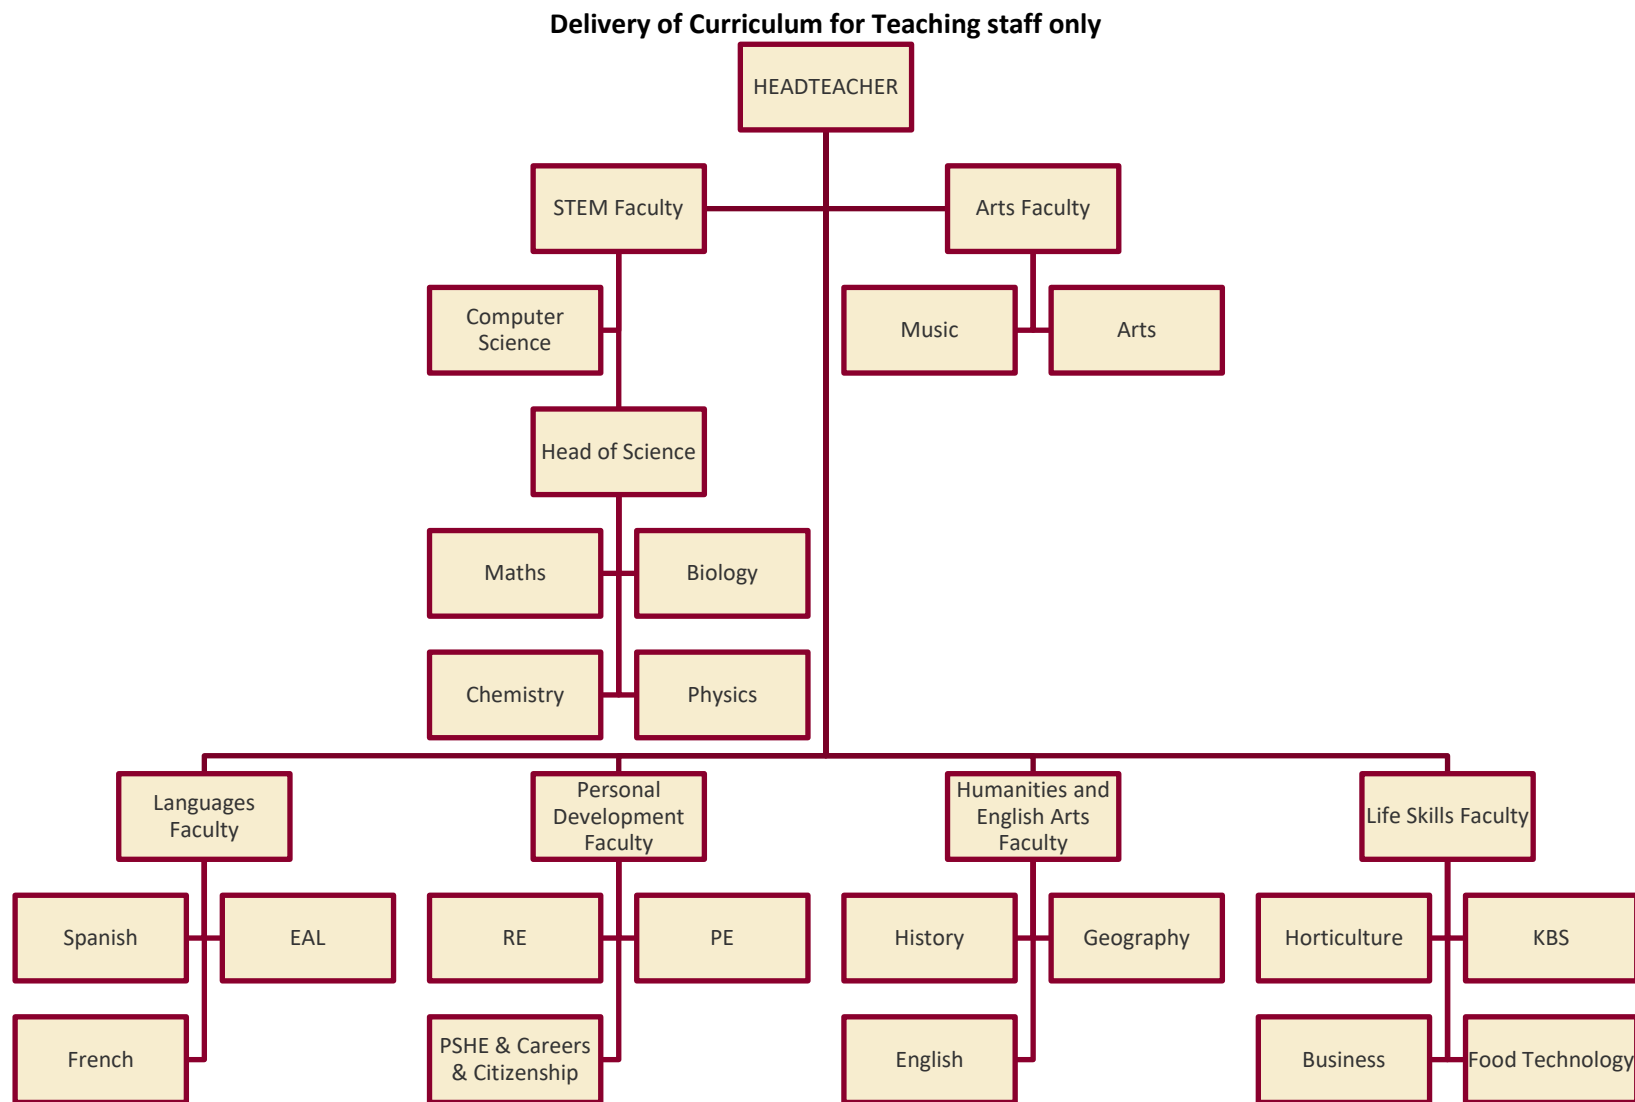 Delivery of Curriculum for Teaching staff only
HEADTEACHER
STEM Faculty
Arts Faculty
Computer
Science
Music
Arts
Head of Science
Maths
Biology
Chemistry
Physics
Languages
Faculty
Personal
Development
Faculty
Humanities and
English Arts
Faculty
Life Skills Faculty
Spanish
EAL
RE
PE
History
Geography
Horticulture
KBS
French
PSHE & Careers
& Citizenship
English
Business
Food Technology